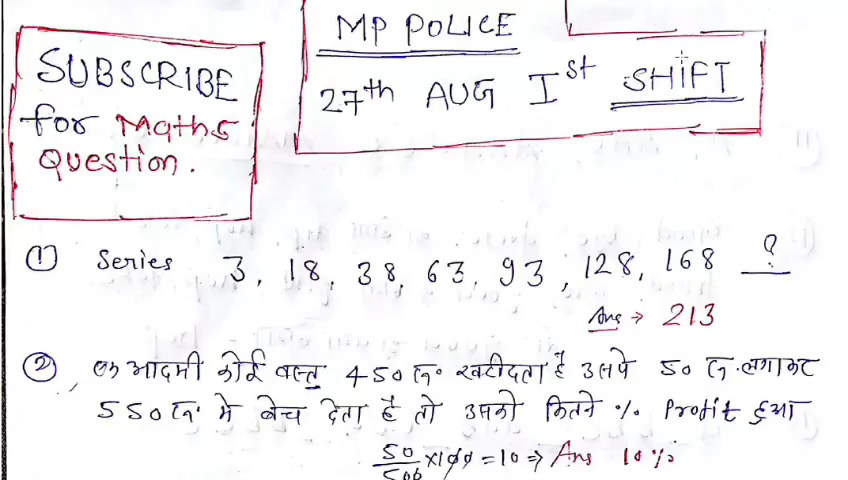 MP POLICE
27th AUG Ist SHIFT
SUBSCRIBE
for Maths
Question.
① Series 3, 18, 38, 63, 93, 128, 168 ?
Ans → 213
② एक आदमी कोई वस्तु 450 रु० खरीदता है उसपे 50 रु. लगाकर
550 रु० में बेच देता है तो उसको कितने % Profit हुआ
50/500 ×100 = 10 ⇒ Ans 10%